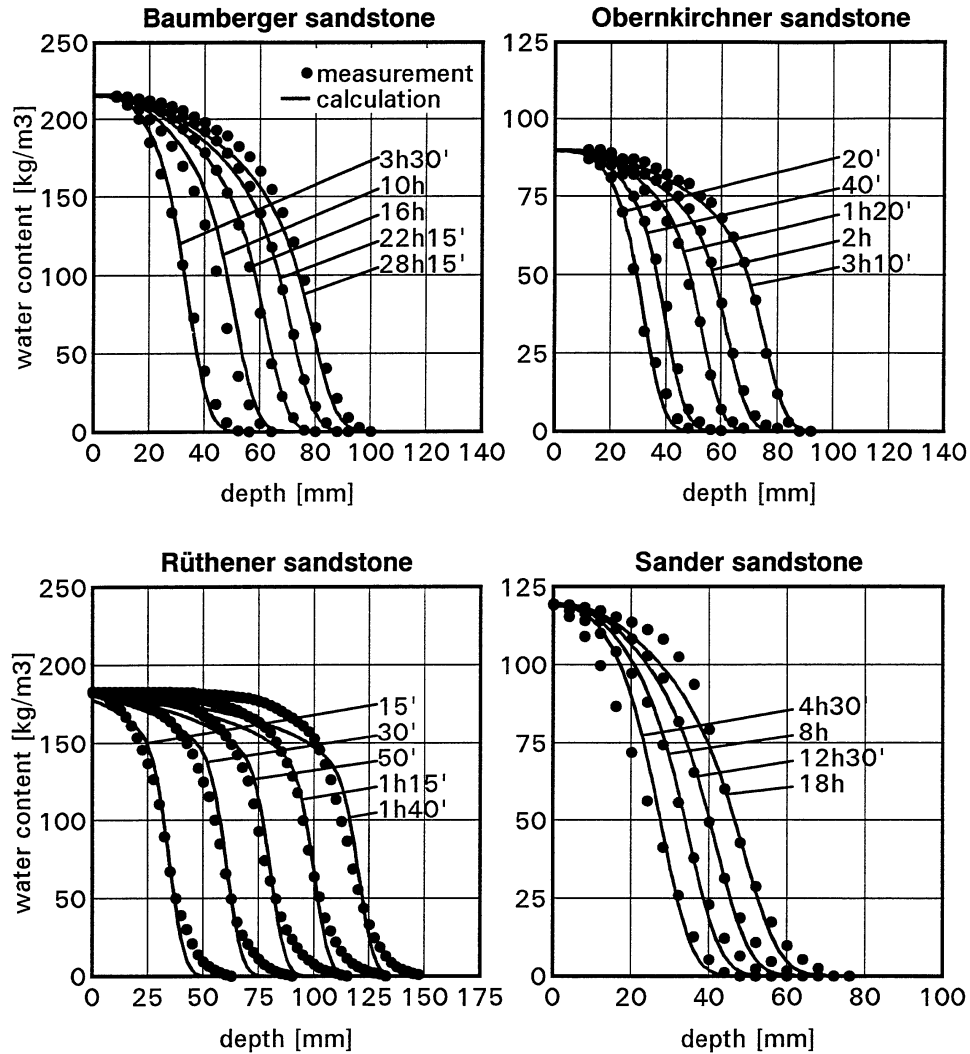 Baumberger sandstone
250
200
150
100
50
0
water content [kg/m3]
measurement
calculation
3h30'
10h
16h
22h15'
28h15'
0 20 40 60 80 100 120 140
depth [mm]
Obernkirchner sandstone
125
100
75
50
25
0
20'
40'
1h20'
2h
3h10'
0 20 40 60 80 100 120 140
depth [mm]
Rüthener sandstone
250
200
150
100
50
0
water content [kg/m3]
15'
30'
50'
1h15'
1h40'
0 25 50 75 100 125 150 175
depth [mm]
Sander sandstone
125
100
75
50
25
0
4h30'
8h
12h30'
18h
0 20 40 60 80 100
depth [mm]